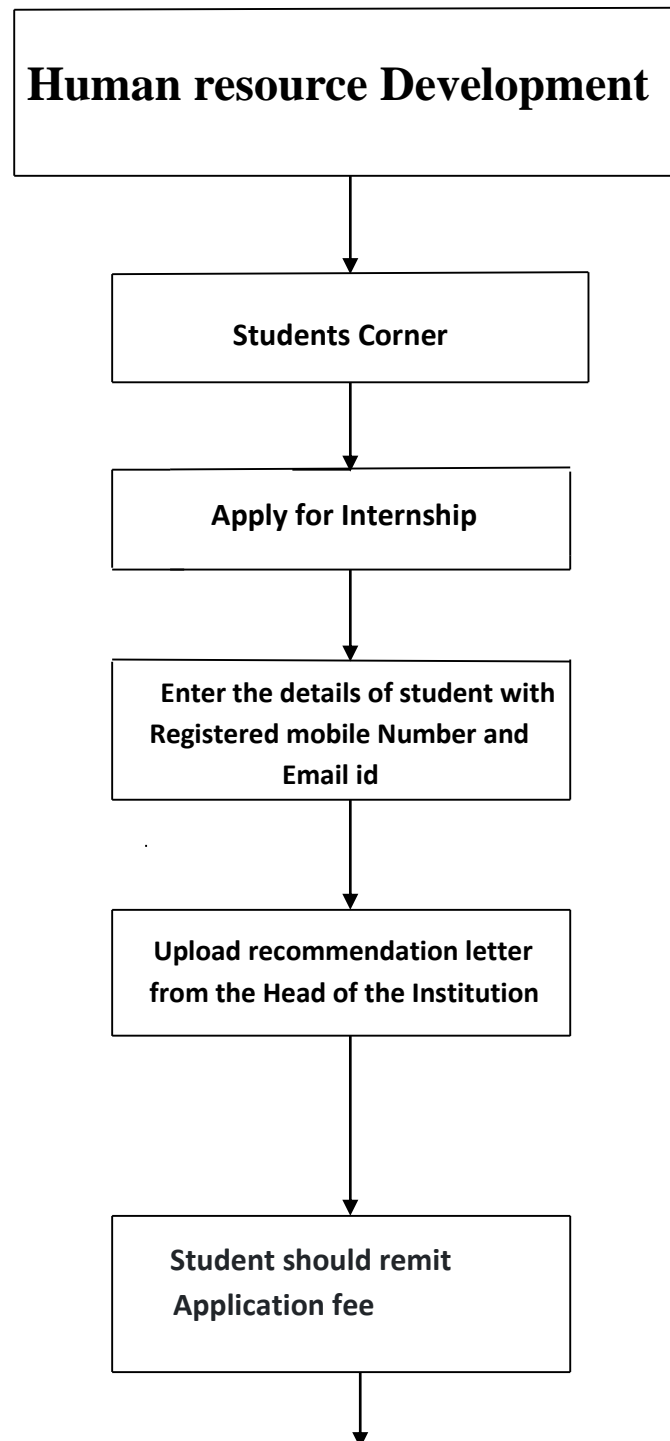 Human resource Development
Students Corner
Apply for Internship
Enter the details of student with
Registered mobile Number and
Email id
Upload recommendation letter
from the Head of the Institution
Student should remit
Application fee